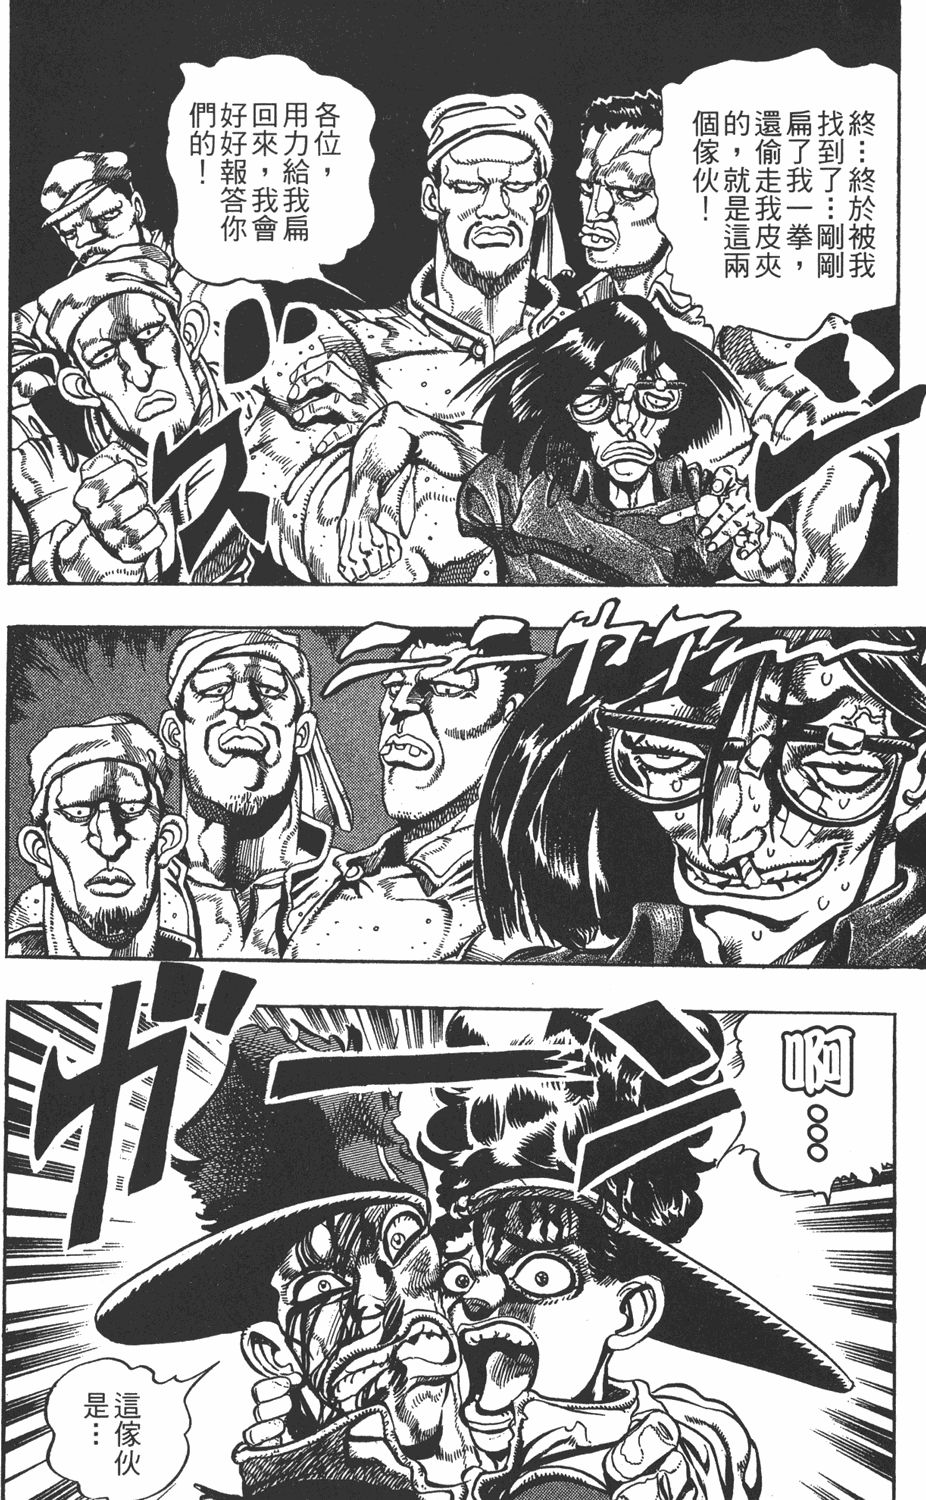 終…終於被我
找到了…剛剛
扁了我一拳，
還偷走我皮夾
的，就是這兩
個傢伙！
各位，
用力給我扁
回來，我會
好好報答你
們的！
啊…
這傢伙
是…